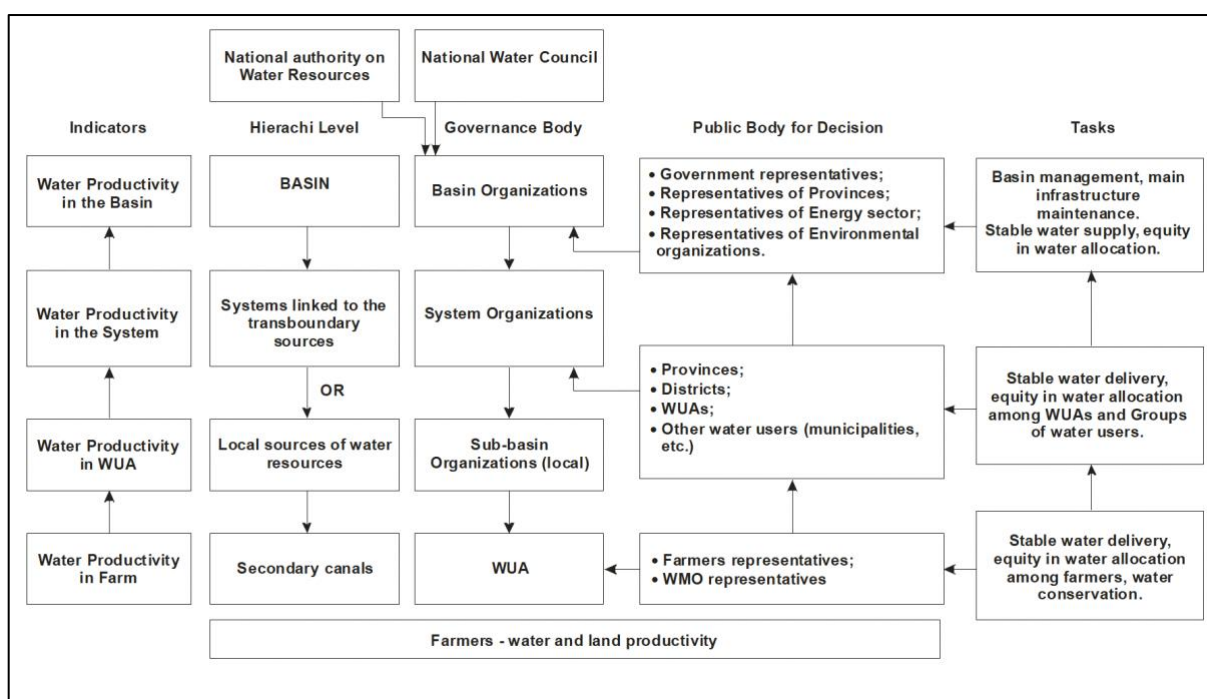 National authority on
Water Resources
National Water Council
Indicators
Hierachi Level
Governance Body
Public Body for Decision
Tasks
Water Productivity
in the Basin
BASIN
Basin Organizations
• Government representatives;
• Representatives of Provinces;
• Representatives of Energy sector;
• Representatives of Environmental
organizations.
Basin management, main
infrastructure
maintenance.
Stable water supply, equity
in water allocation.
Water Productivity
in the System
Systems linked to the
transboundary
sources
System Organizations
OR
• Provinces;
• Districts;
• WUAs;
• Other water users (municipalities,
etc.)
Stable water delivery,
equity in water allocation
among WUAs and Groups
of water users.
Water Productivity
in WUA
Local sources of water
resources
Sub-basin
Organizations (local)
Water Productivity
in Farm
Secondary canals
WUA
• Farmers representatives;
• WMO representatives
Stable water delivery,
equity in water allocation
among farmers, water
conservation.
Farmers - water and land productivity